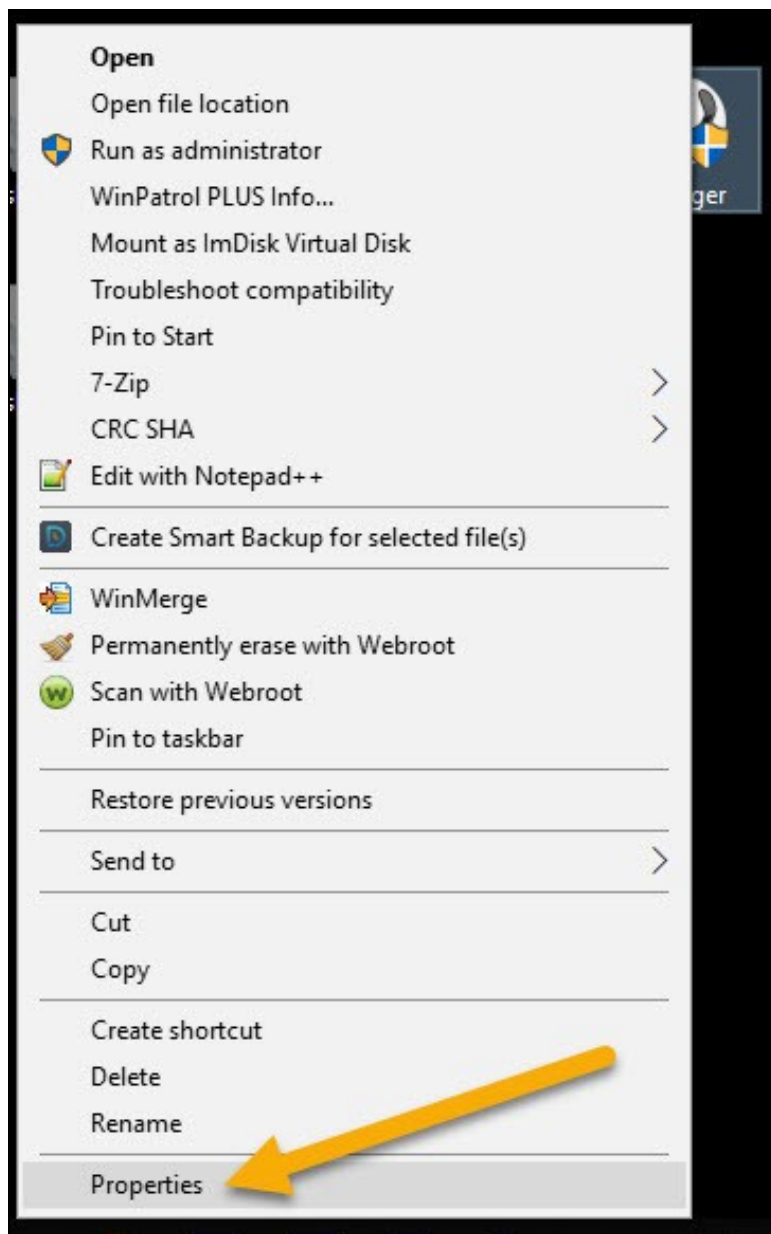 Open
Open file location
Run as administrator
WinPatrol PLUS Info...
Mount as ImDisk Virtual Disk
Troubleshoot compatibility
Pin to Start
7-Zip
CRC SHA
Edit with Notepad++
Create Smart Backup for selected file(s)
WinMerge
Permanently erase with Webroot
Scan with Webroot
Pin to taskbar
Restore previous versions
Send to
Cut
Copy
Create shortcut
Delete
Rename
Properties
ger